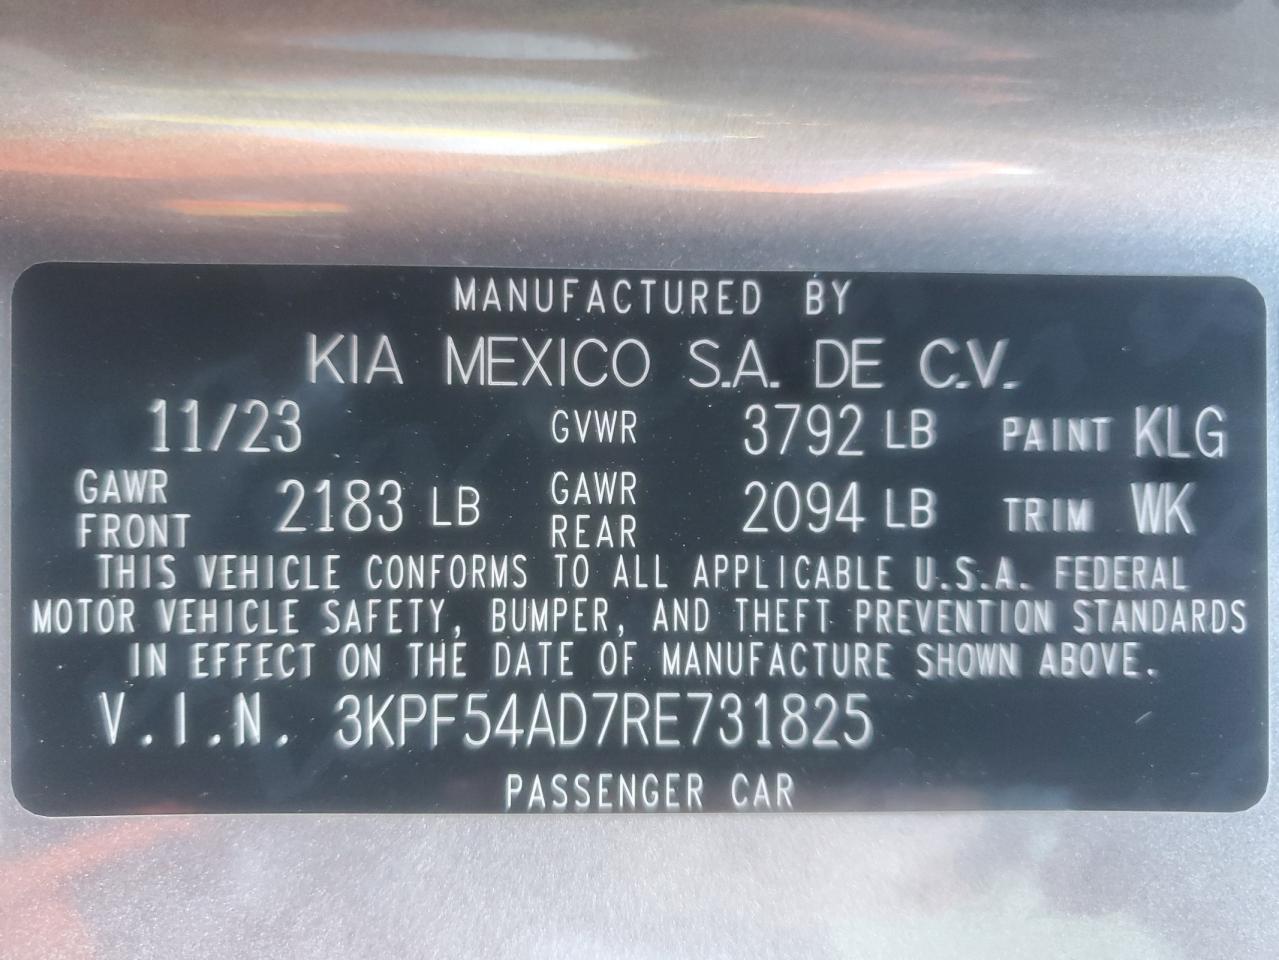 MANUFACTURED BY
KIA MEXICO S.A. DE C.V.
11/23 GVWR 3792 LB PAINT KLG
GAWR FRONT 2183 LB GAWR REAR 2094 LB TRIM WK
THIS VEHICLE CONFORMS TO ALL APPLICABLE U.S.A. FEDERAL
MOTOR VEHICLE SAFETY, BUMPER, AND THEFT PREVENTION STANDARDS
IN EFFECT ON THE DATE OF MANUFACTURE SHOWN ABOVE.
V.I.N. 3KPF54AD7RE731825
PASSENGER CAR